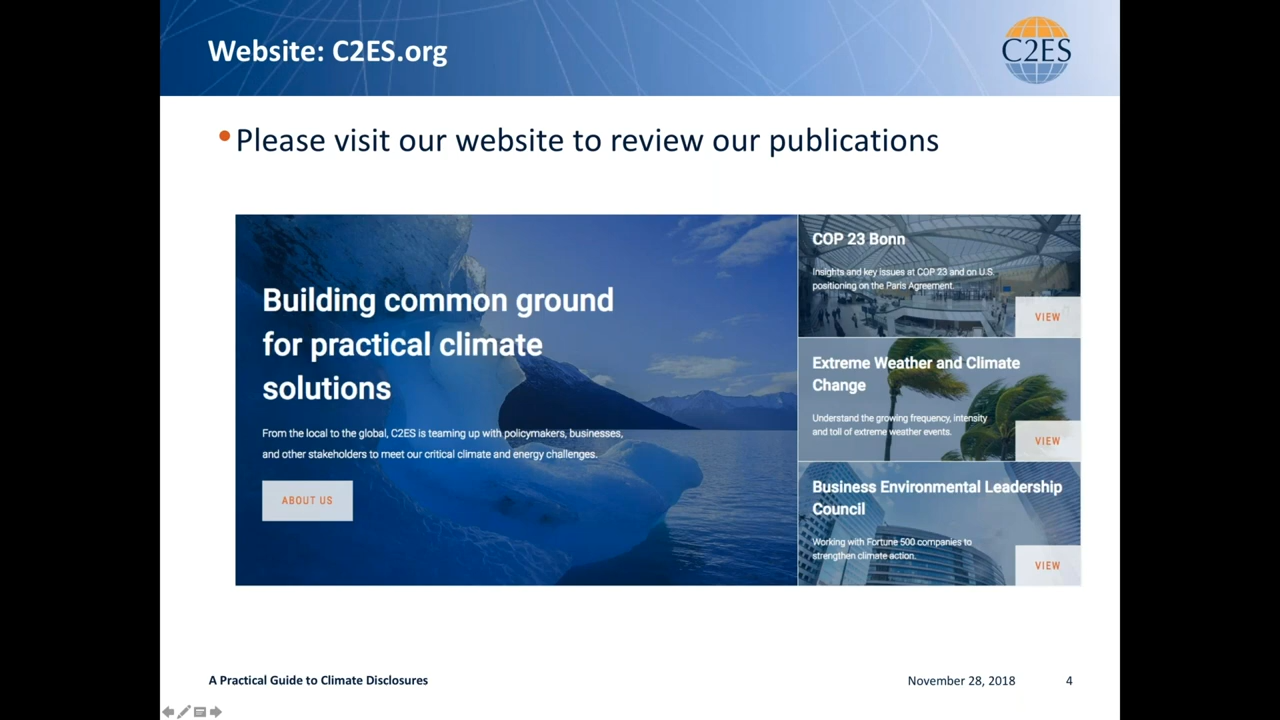 Website: C2ES.org
C2ES
•Please visit our website to review our publications
Building common ground
for practical climate
solutions
From the local to the global, C2ES is teaming up with policymakers, businesses,
and other stakeholders to meet our critical climate and energy challenges.
ABOUT US
COP 23 Bonn
Insights and key issues at COP 23 and on U.S.
positioning on the Paris Agreement.
VIEW
Extreme Weather and Climate
Change
Understand the growing frequency, intensity
and toll of extreme weather events.
VIEW
Business Environmental Leadership
Council
Working with Fortune 500 companies to
strengthen climate action.
VIEW
A Practical Guide to Climate Disclosures
November 28, 2018
4